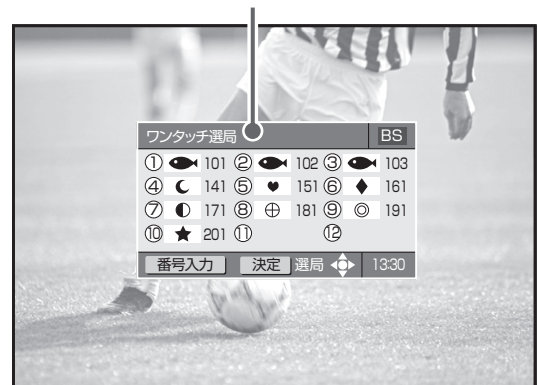 ワンタッチ選局 BS
① 101 ② 102 ③ 103
④ 141 ⑤ 151 ⑥ 161
⑦ 171 ⑧ 181 ⑨ 191
⑩ 201 ⑪ ⑫
番号入力 決定 選局 13:30